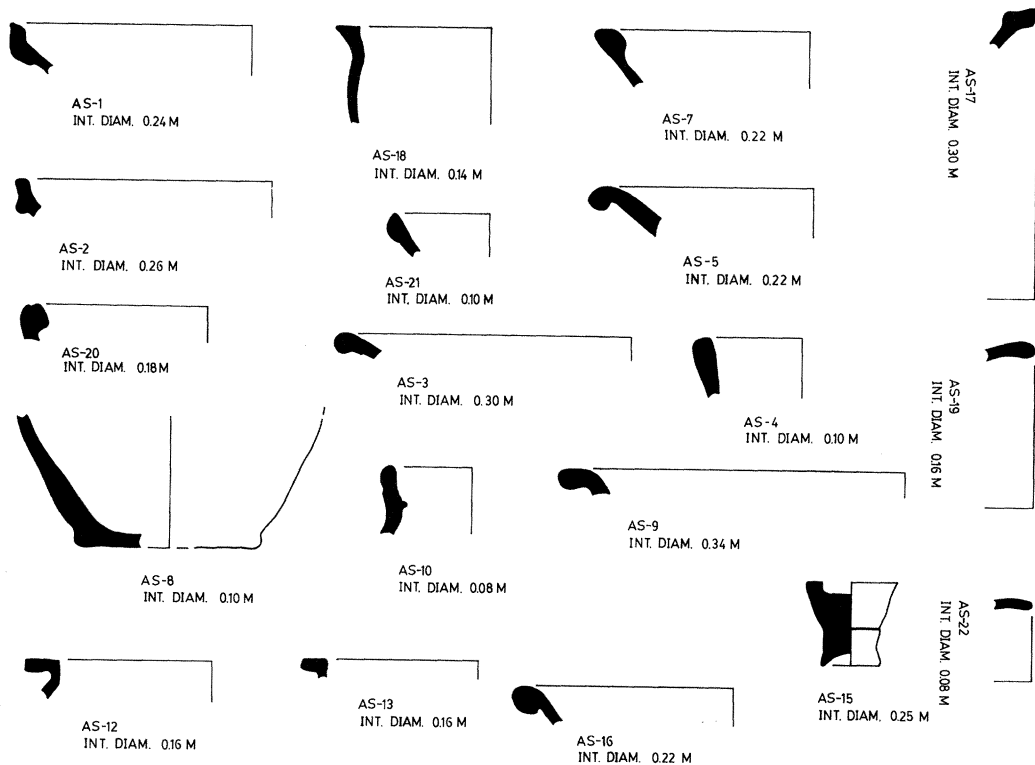 AS-1
INT. DIAM. 0.24 M
AS-18
INT. DIAM. 0.14 M
AS-7
INT. DIAM. 0.22 M
AS-17
INT. DIAM. 0.30 M
AS-2
INT. DIAM. 0.26 M
AS-21
INT. DIAM. 0.10 M
AS-5
INT. DIAM. 0.22 M
AS-20
INT. DIAM. 0.18 M
AS-3
INT. DIAM. 0.30 M
AS-4
INT. DIAM. 0.10 M
AS-19
INT. DIAM. 0.16 M
AS-8
INT. DIAM. 0.10 M
AS-10
INT. DIAM. 0.08 M
AS-9
INT. DIAM. 0.34 M
AS-22
INT. DIAM. 0.08 M
AS-12
INT. DIAM. 0.16 M
AS-13
INT. DIAM. 0.16 M
AS-16
INT. DIAM. 0.22 M
AS-15
INT. DIAM. 0.25 M